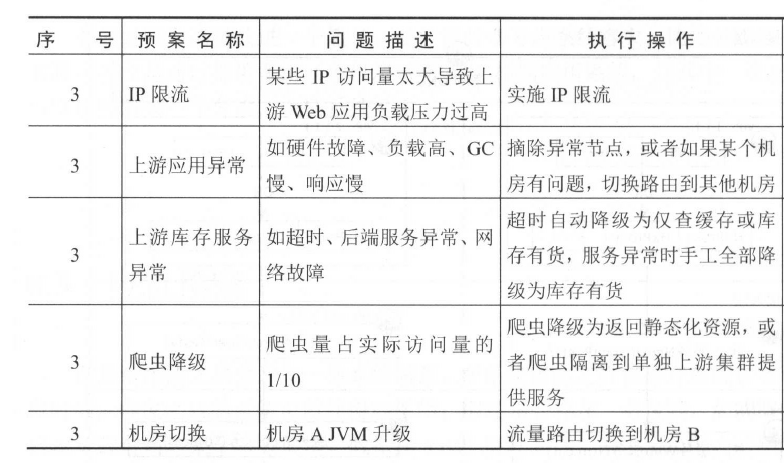 序 号 预案名称 问题描述 执行操作
3 IP 限流 某些 IP 访问量太大导致上
游 Web 应用负载压力过高 实施 IP 限流
3 上游应用异常 如硬件故障、负载高、GC
慢、响应慢 摘除异常节点，或者如果某个机
房有问题，切换路由到其他机房
3 上游库存服务
异常 如超时、后端服务异常、网
络故障 超时自动降级为仅查缓存或库
存有货，服务异常时手工全部降
级为库存有货
3 爬虫降级 爬虫量占实际访问量的
1/10 爬虫降级为返回静态化资源，或
者爬虫隔离到单独上游集群提
供服务
3 机房切换 机房 A JVM 升级 流量路由切换到机房 B